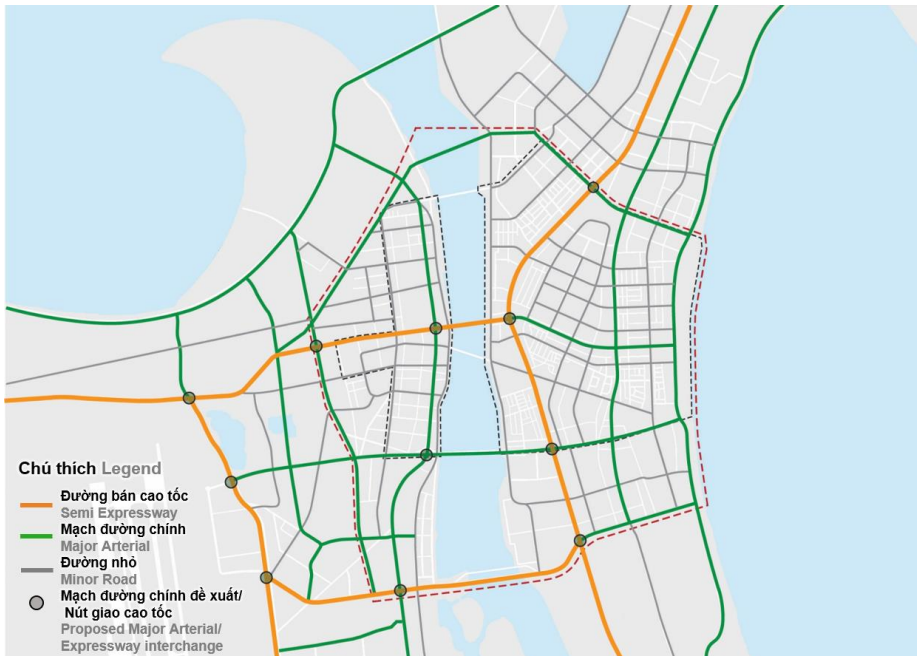 Chú thích Legend
Đường bán cao tốc
Semi Expressway
Mạch đường chính
Major Arterial
Đường nhỏ
Minor Road
Mạch đường chính đề xuất/
Nút giao cao tốc
Proposed Major Arterial/
Expressway interchange